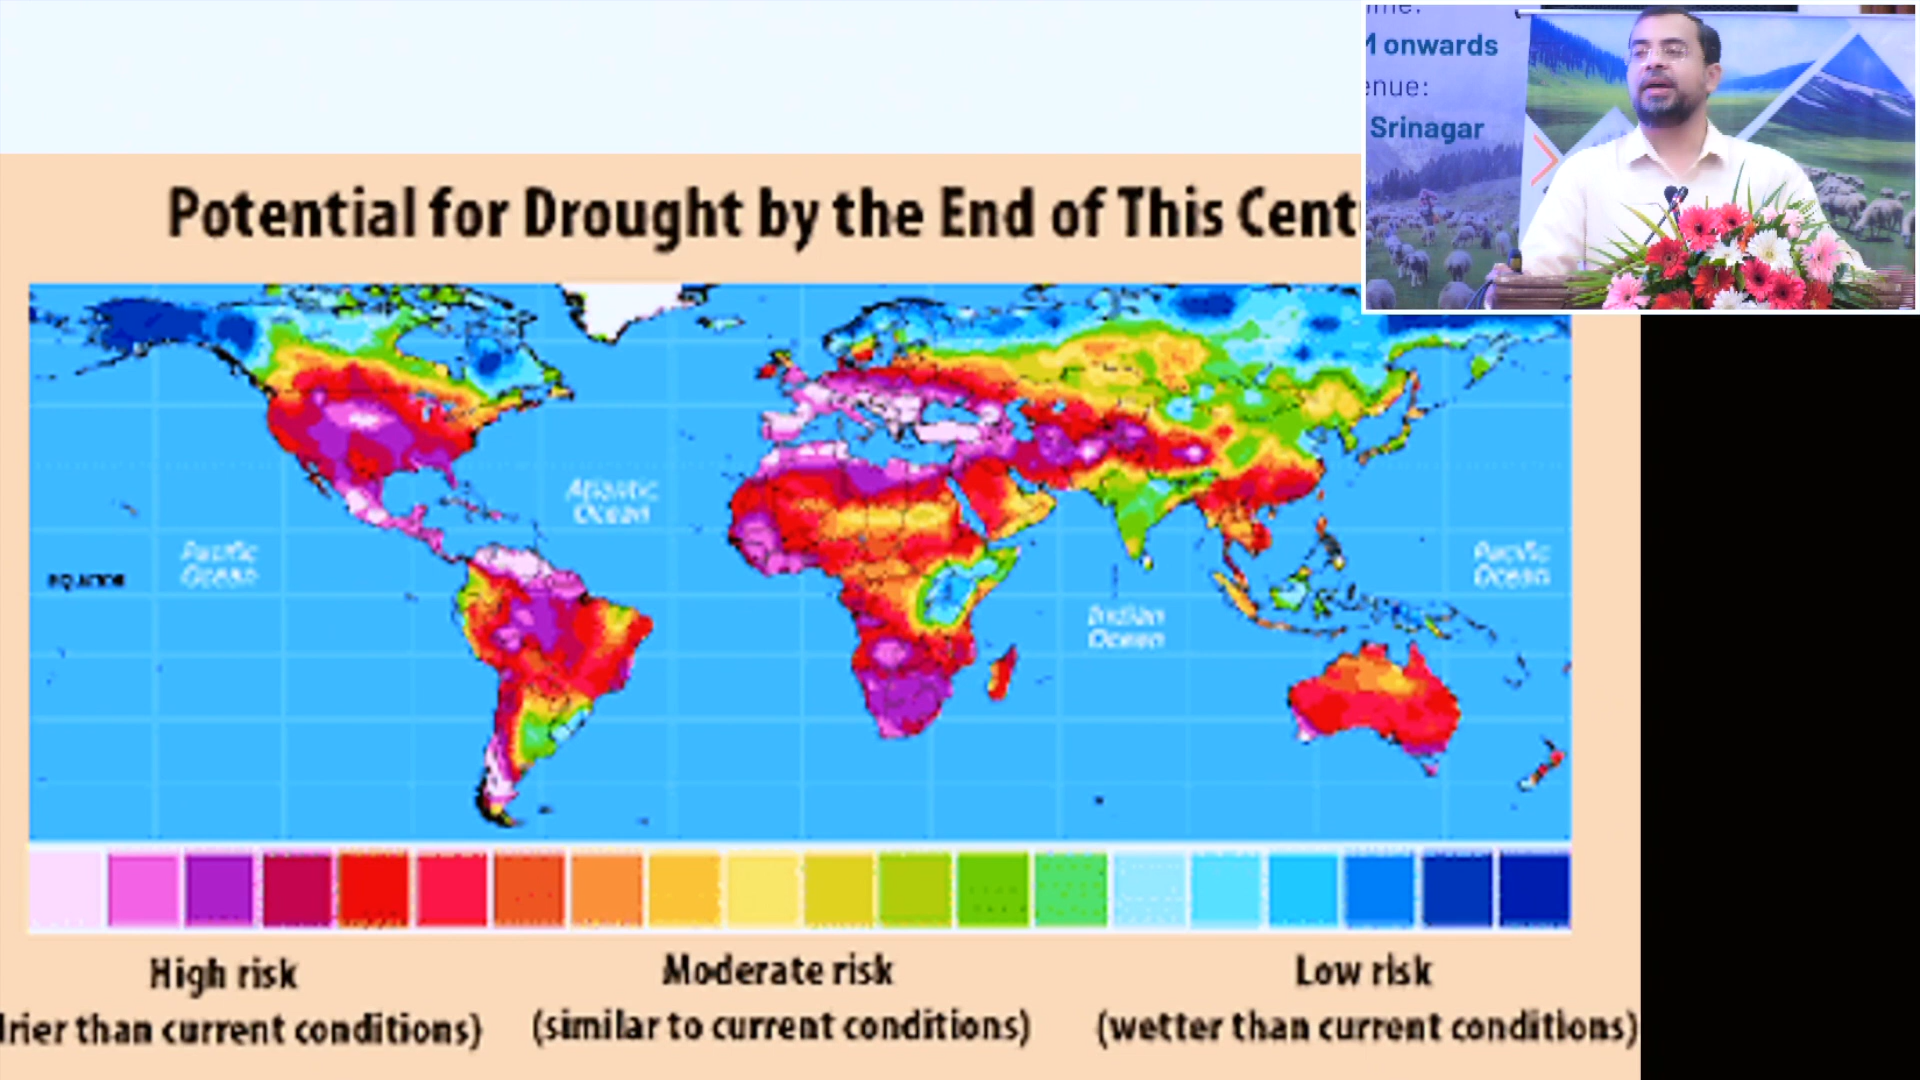 M onwards
enue:
Srinagar
Potential for Drought by the End of This Cent
Atlantic
Ocean
Pacific
Ocean
equator
Pacific
Ocean
Indian
Ocean
High risk
Moderate risk
Low risk
drier than current conditions)
(similar to current conditions)
(wetter than current conditions)